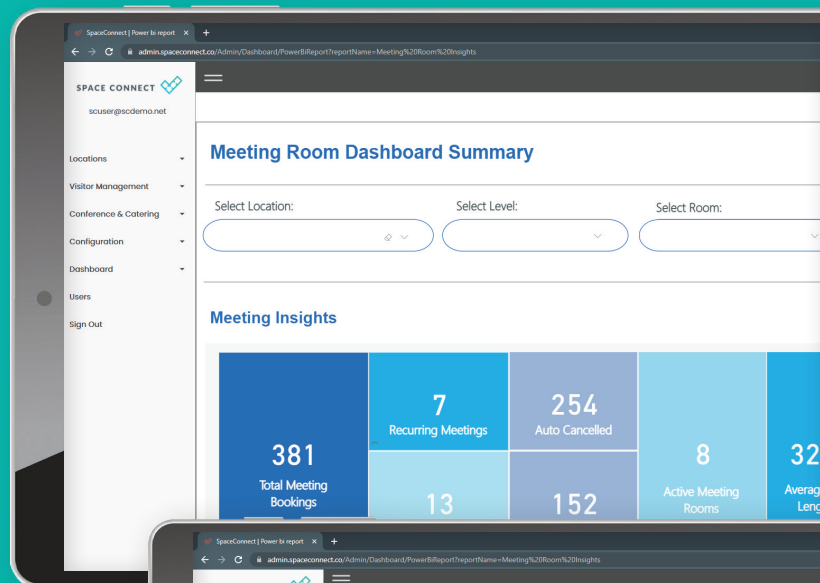 SpaceConnect | Power bi report
admin.spaceconnect.co/Admin/Dashboard/PowerBiReport?reportName=Meeting%20Room%20Insights
SPACE CONNECT
scuser@scdemo.net
Locations
Visitor Management
Conference & Catering
Configuration
Dashboard
Users
Sign Out
Meeting Room Dashboard Summary
Select Location:
Select Level:
Select Room:
Meeting Insights
381
Total Meeting
Bookings
7
Recurring Meetings
13
254
Auto Cancelled
152
8
Active Meeting
Rooms
32
Averag
Leng
SpaceConnect | Power bi report
admin.spaceconnect.co/Admin/Dashboard/PowerBiReport?reportName=Meeting%20Room%20Insights